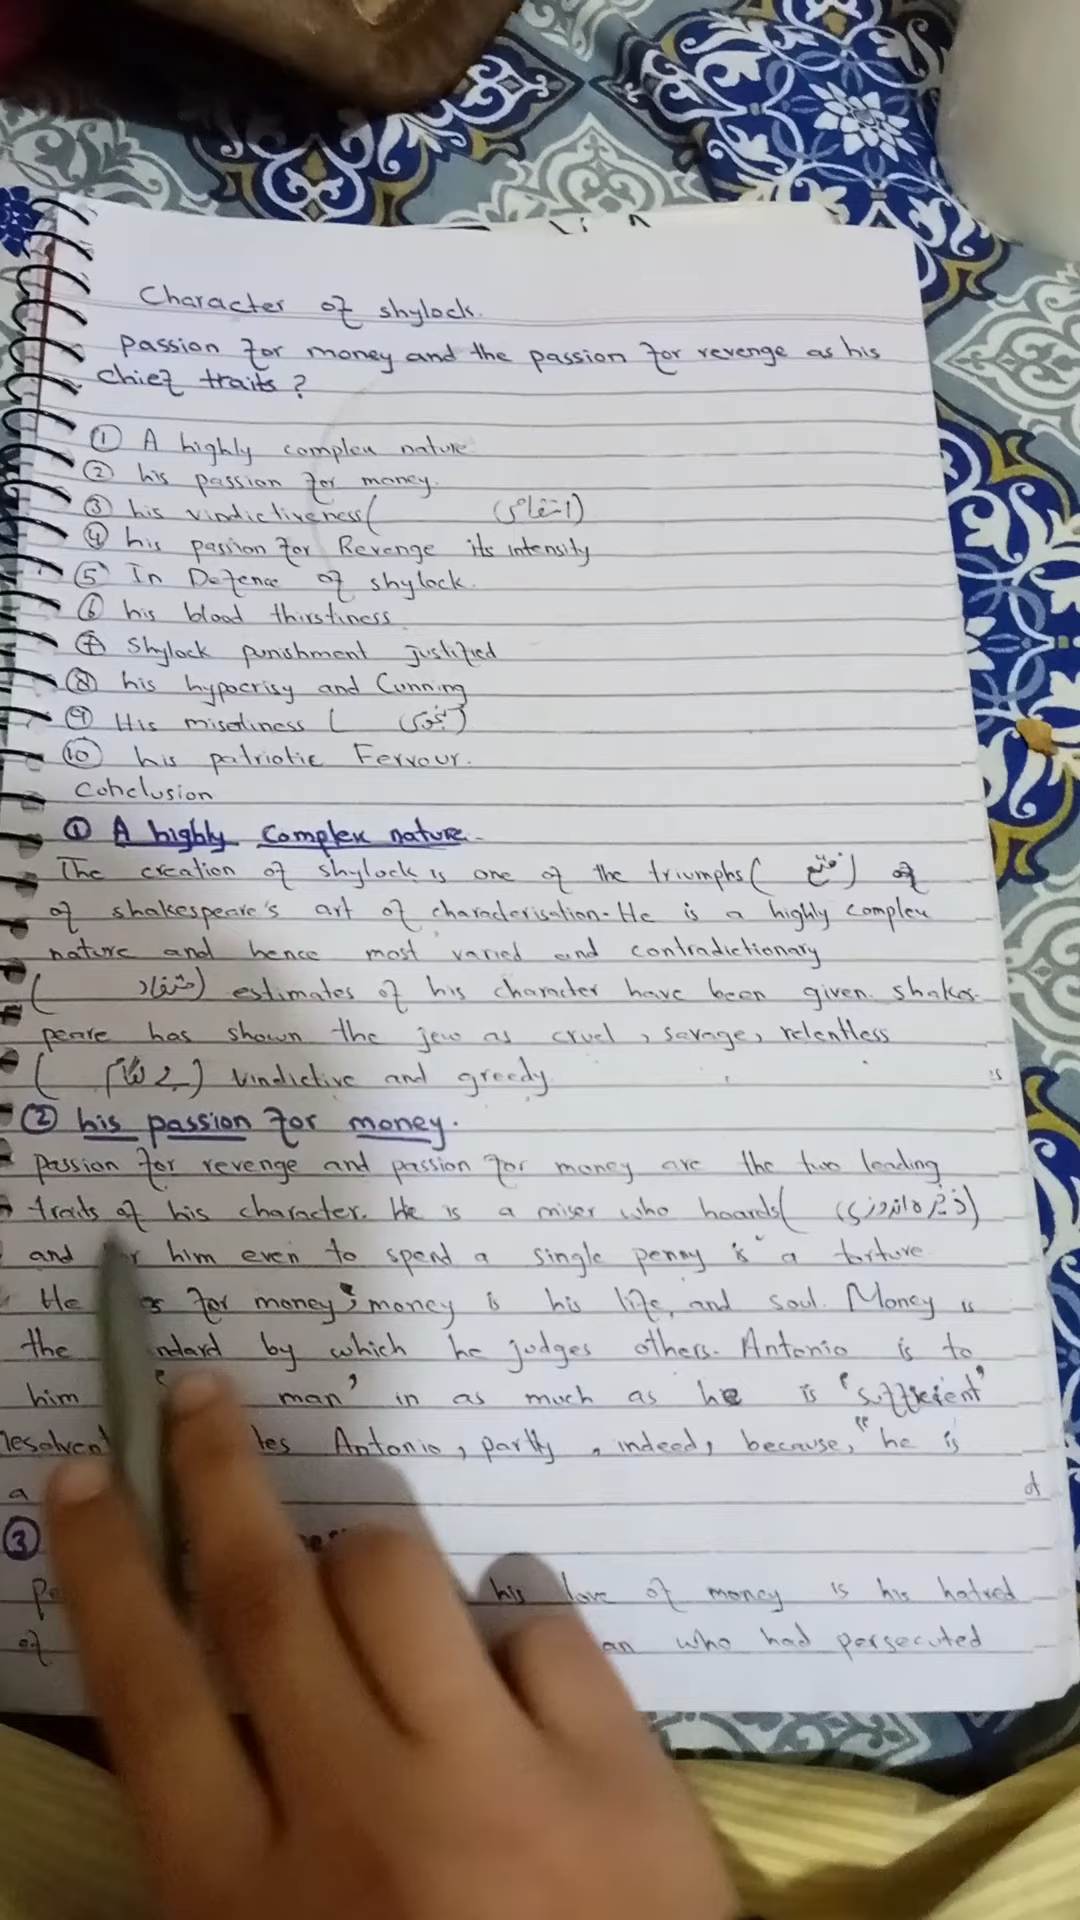 Character of shylock.
passion for money and the passion for revenge as his
chief traits?
① A highly complex nature
② his passion for money.
③ his vindictiveness( انتقامی)
④ his passion for Revenge its intensity
⑤ In Defence of shylock.
⑥ his blood thirstiness
⑦ Shylock punishment justified
⑧ his hypocrisy and Cunning
⑨ His miserliness ( کنجوسی)
⑩ his patriotic Fervour.
Conclusion
① A highly Complex nature.
The creation of shylock is one of the triumphs( فتح) of
of shakespeare's art of characterisation. He is a highly complex
nature and hence most varied and contradictionary
( متضاد) estimates of his character have been given. shakes-
peare has shown the jew as cruel, savage, relentless
( بے لگام) vindictive and greedy.
② his passion for money.
passion for revenge and passion for money are the two leading
traits of his character. He is a miser who hoards( ذخیرہ اندوزی)
and him even to spend a single penny is a torture
He for money; money is his life, and soul. Money is
the by which he judges others. Antonio is to
him man' in as much as he is 'sufficient'
Antonio, partly, indeed, because, "he is
a
③
his love of money is his hatred
of who had persecuted